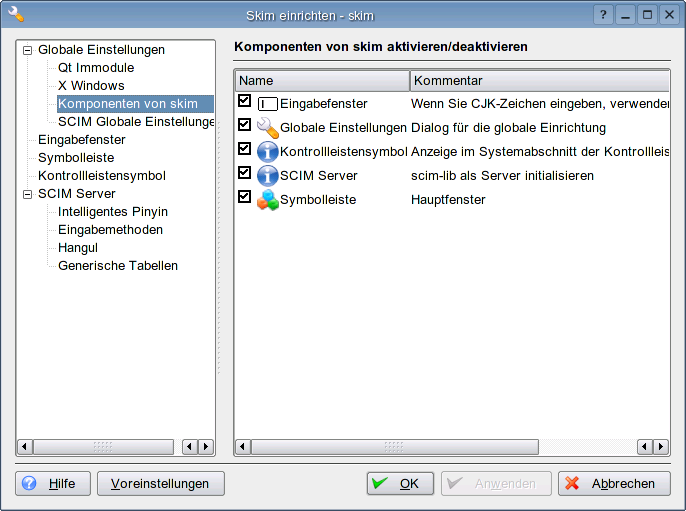 Skim einrichten - skim
Globale Einstellungen
Qt Immodule
X Windows
Komponenten von skim
SCIM Globale Einstellunge
Eingabefenster
Symbolleiste
Kontrollleistensymbol
SCIM Server
Intelligentes Pinyin
Eingabemethoden
Hangul
Generische Tabellen
Komponenten von skim aktivieren/deaktivieren
Name Kommentar
Eingabefenster Wenn Sie CJK-Zeichen eingeben, verwenden
Globale Einstellungen Dialog für die globale Einrichtung
Kontrollleistensymbol Anzeige im Systemabschnitt der Kontrollleis
SCIM Server scim-lib als Server initialisieren
Symbolleiste Hauptfenster
Hilfe Voreinstellungen OK Anwenden Abbrechen